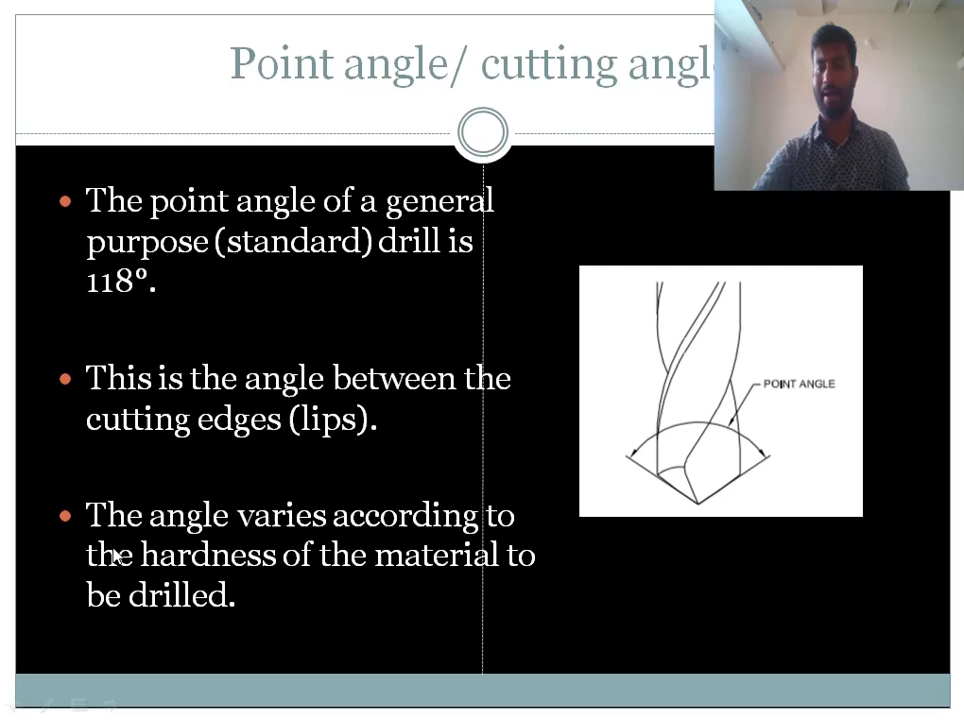 Point angle/ cutting angle
The point angle of a general
purpose (standard) drill is
118°.
This is the angle between the
cutting edges (lips).
The angle varies according to
the hardness of the material to
be drilled.
POINT ANGLE